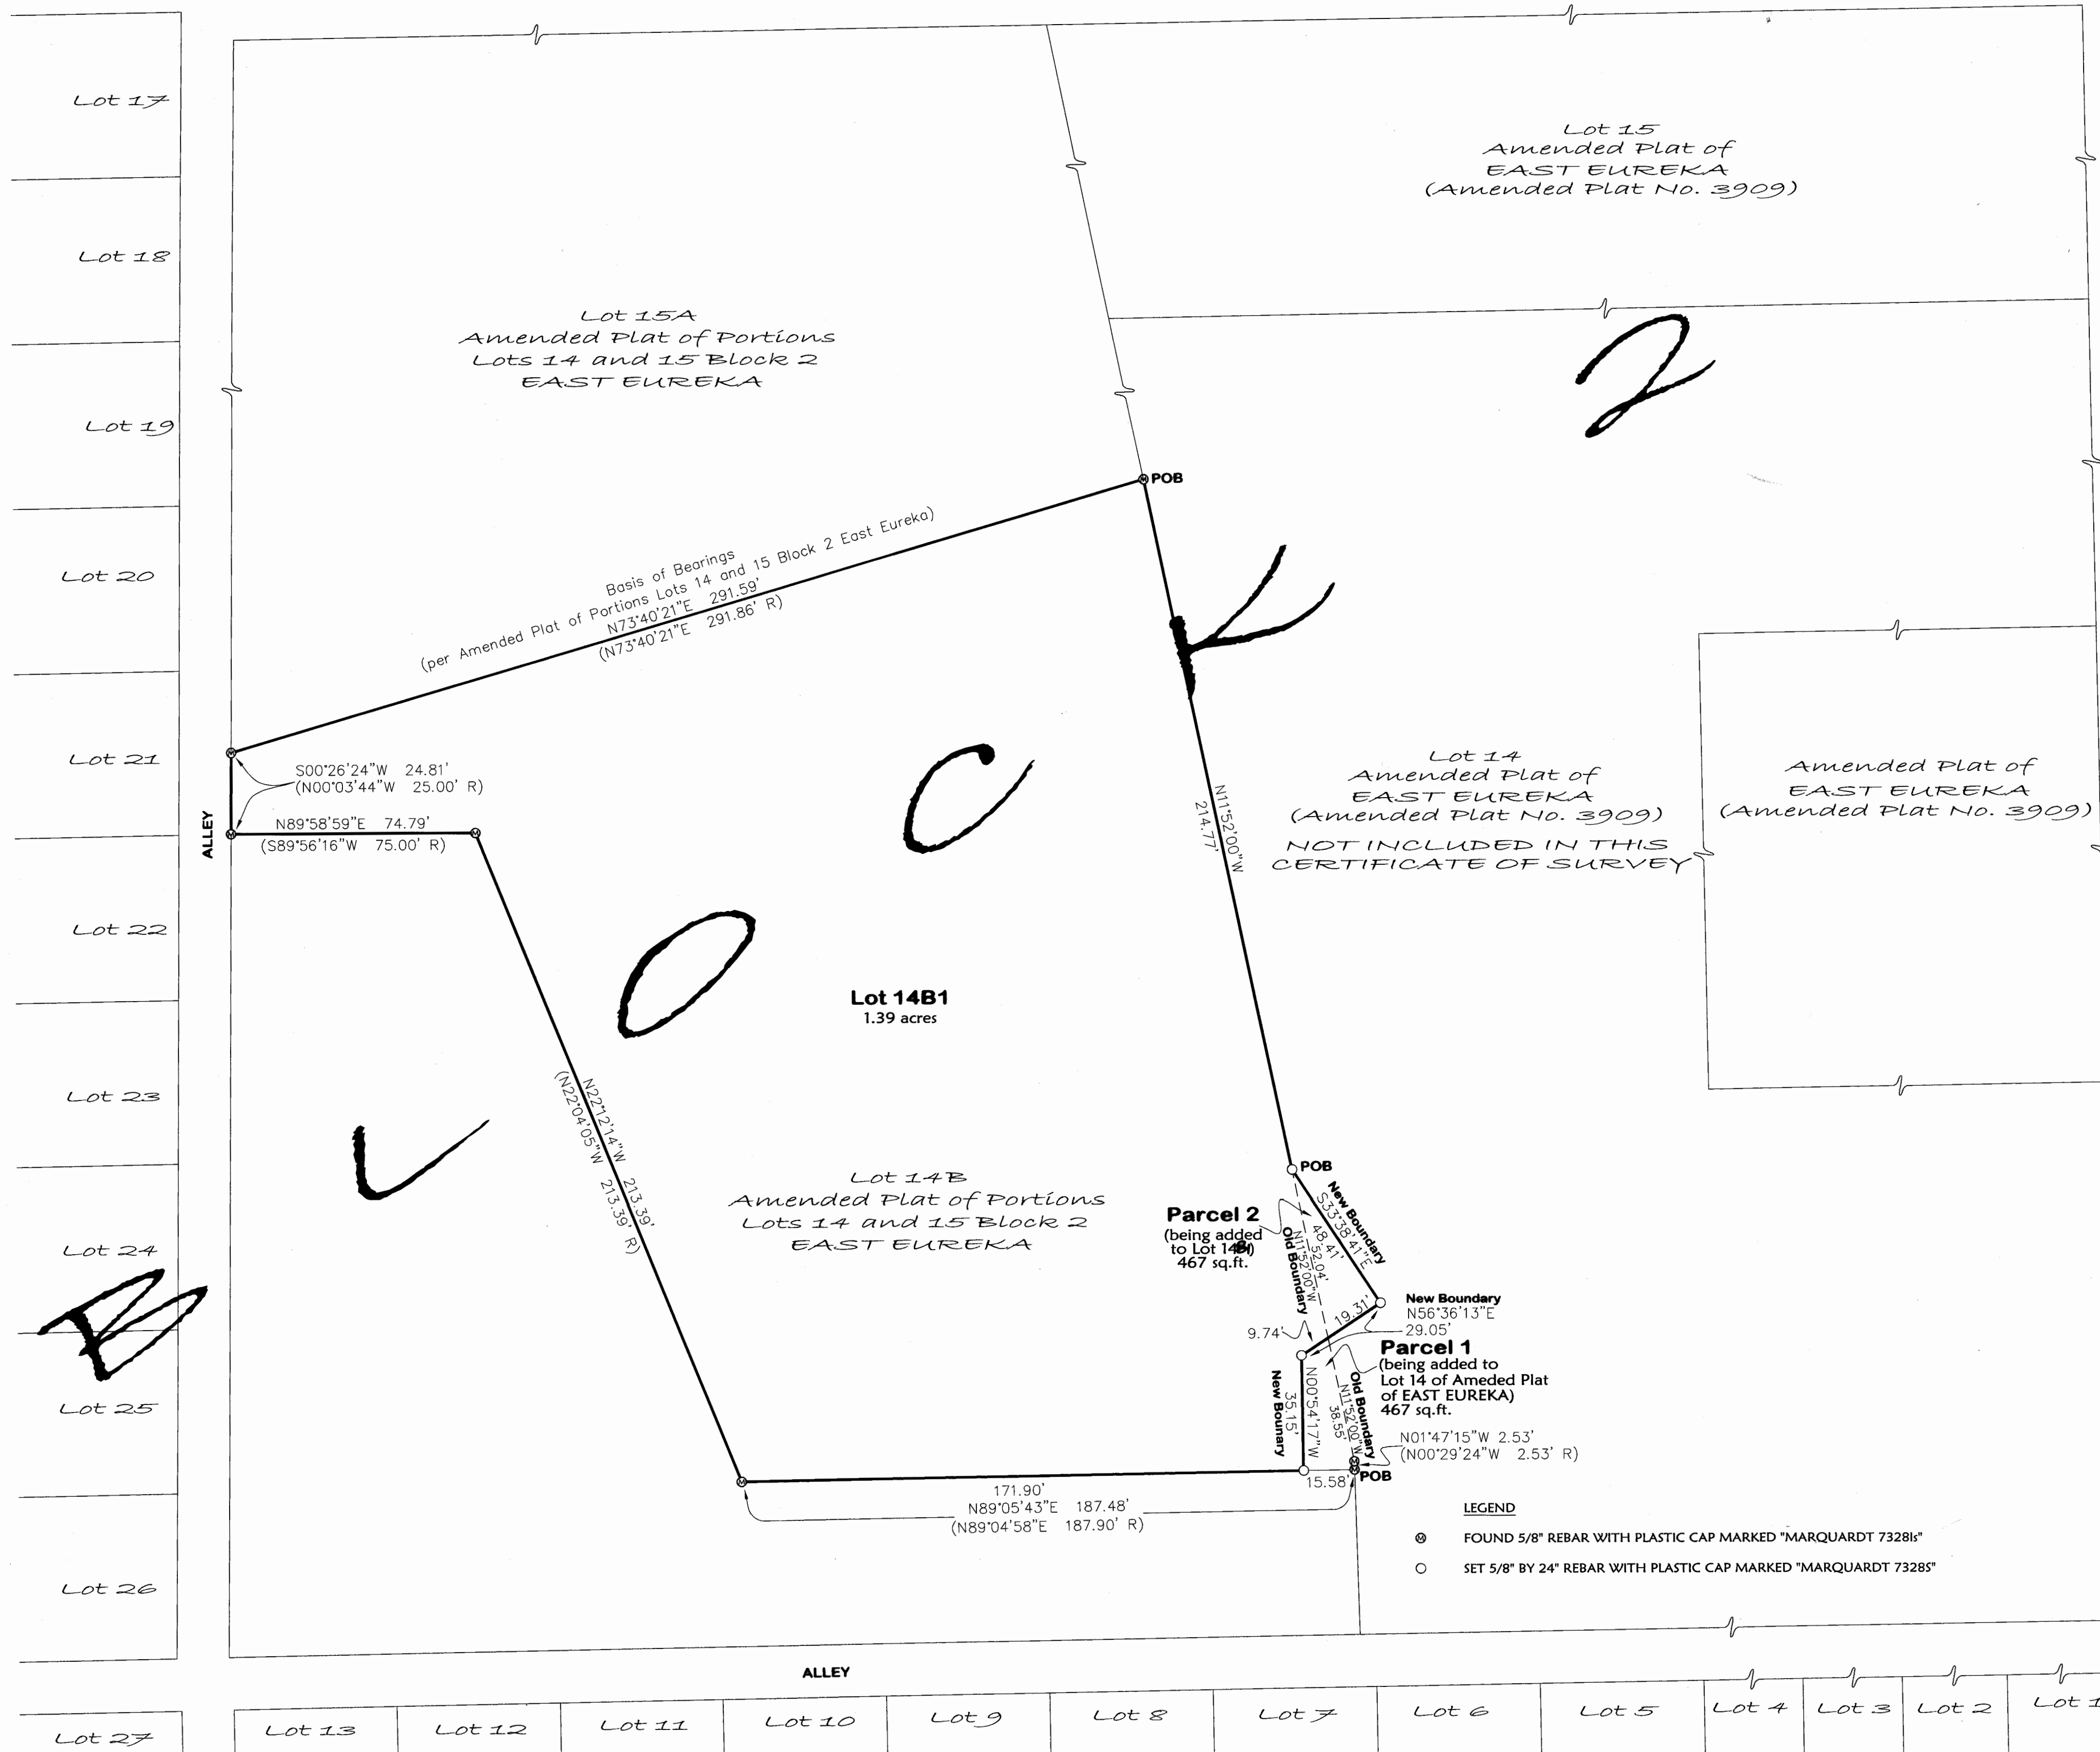 Lot 17
Lot 18
Lot 19
Lot 20
Lot 21
Lot 22
Lot 23
Lot 24
Lot 25
Lot 26
Lot 27
ALLEY
Lot 15A
Amended Plat of Portions
Lots 14 and 15 Block 2
EAST EUREKA
Lot 15
Amended Plat of
EAST EUREKA
(Amended Plat No. 3909)
B L O C K 2
POB
Basis of Bearings
(per Amended Plat of Portions Lots 14 and 15 Block 2 East Eureka)
N73°40'21"E 291.59'
(N73°40'21"E 291.86' R)
S00°26'24"W 24.81'
(N00°03'44"W 25.00' R)
N89°58'59"E 74.79'
(S89°56'16"W 75.00' R)
N11°52'00"W
214.77'
Lot 14
Amended Plat of
EAST EUREKA
(Amended Plat No. 3909)
NOT INCLUDED IN THIS
CERTIFICATE OF SURVEY
Amended Plat of
EAST EUREKA
(Amended Plat No. 3909)
Lot 14B1
1.39 acres
N22°12'14"W 213.39'
(N22°04'05"W 213.39' R)
Lot 14B
Amended Plat of Portions
Lots 14 and 15 Block 2
EAST EUREKA
POB
New Boundary
S33°38'41"E
48.41'
52.04'
N11°52'00"W
Old Boundary
Parcel 2
(being added
to Lot 14B1)
467 sq.ft.
New Boundary
N56°36'13"E
29.05'
19.31'
9.74'
Parcel 1
(being added to
Lot 14 of Ameded Plat
of EAST EUREKA)
467 sq.ft.
Old Boundary
N11°52'00"W
38.55'
N00°54'17"W
35.15'
New Bounary
N01°47'15"W 2.53'
(N00°29'24"W 2.53' R)
POB
15.58'
171.90'
N89°05'43"E 187.48'
(N89°04'58"E 187.90' R)
LEGEND
FOUND 5/8" REBAR WITH PLASTIC CAP MARKED "MARQUARDT 7328ls"
SET 5/8" BY 24" REBAR WITH PLASTIC CAP MARKED "MARQUARDT 7328S"
ALLEY
Lot 13
Lot 12
Lot 11
Lot 10
Lot 9
Lot 8
Lot 7
Lot 6
Lot 5
Lot 4
Lot 3
Lot 2
Lot 1